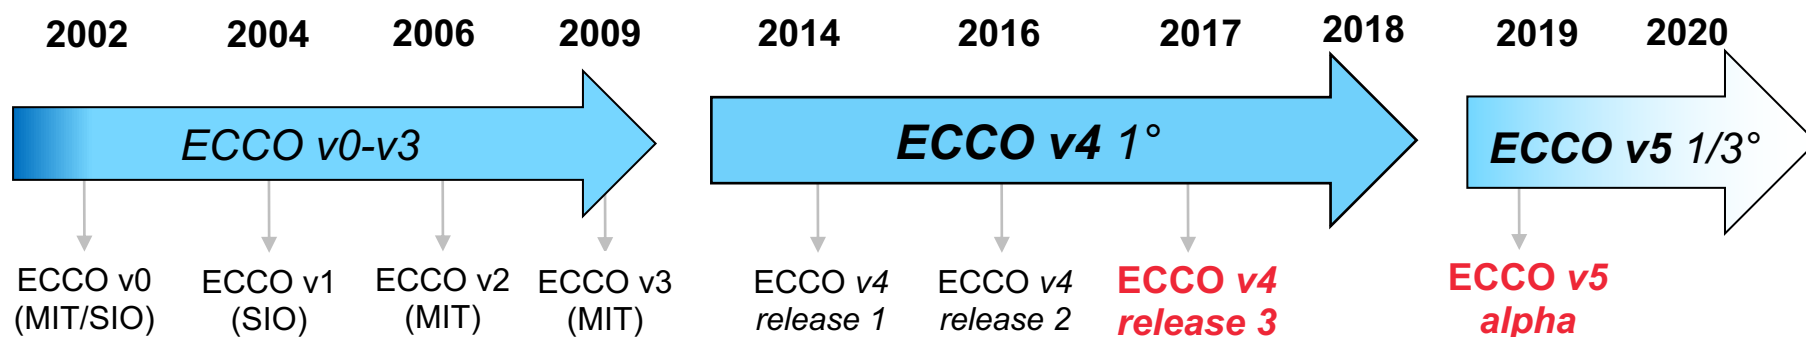 2002 2004 2006 2009 2014 2016 2017 2018 2019 2020
ECCO v0-v3
ECCO v4 1°
ECCO v5 1/3°
ECCO v0
(MIT/SIO)
ECCO v1
(SIO)
ECCO v2
(MIT)
ECCO v3
(MIT)
ECCO v4
release 1
ECCO v4
release 2
ECCO v4
release 3
ECCO v5
alpha